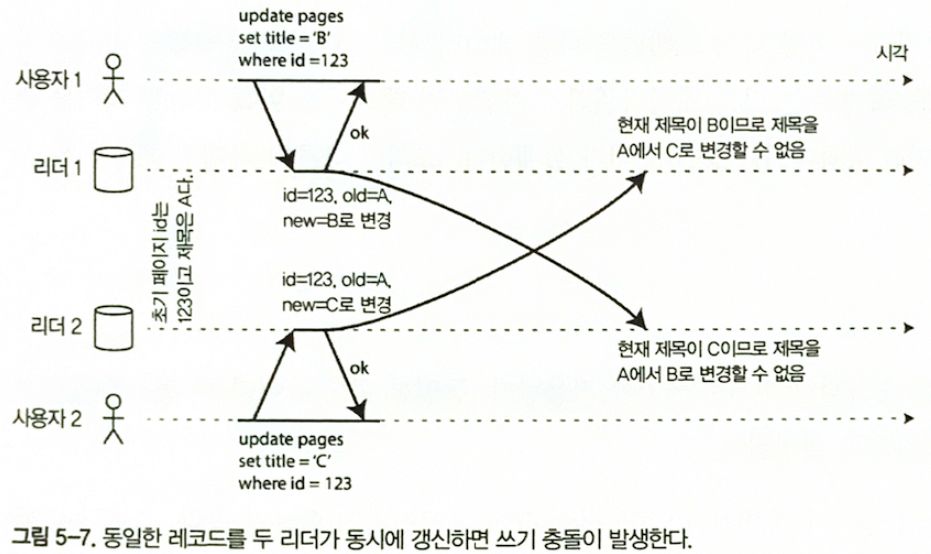 update pages
set title = 'B'
where id =123
시각
사용자 1
ok
현재 제목이 B이므로 제목을
A에서 C로 변경할 수 없음
리더 1
id=123, old=A,
new=B로 변경
초기 페이지 id는
123이고 제목은 A다.
id=123, old=A,
new=C로 변경
리더 2
현재 제목이 C이므로 제목을
A에서 B로 변경할 수 없음
ok
사용자 2
update pages
set title = 'C'
where id = 123
그림 5-7. 동일한 레코드를 두 리더가 동시에 갱신하면 쓰기 충돌이 발생한다.